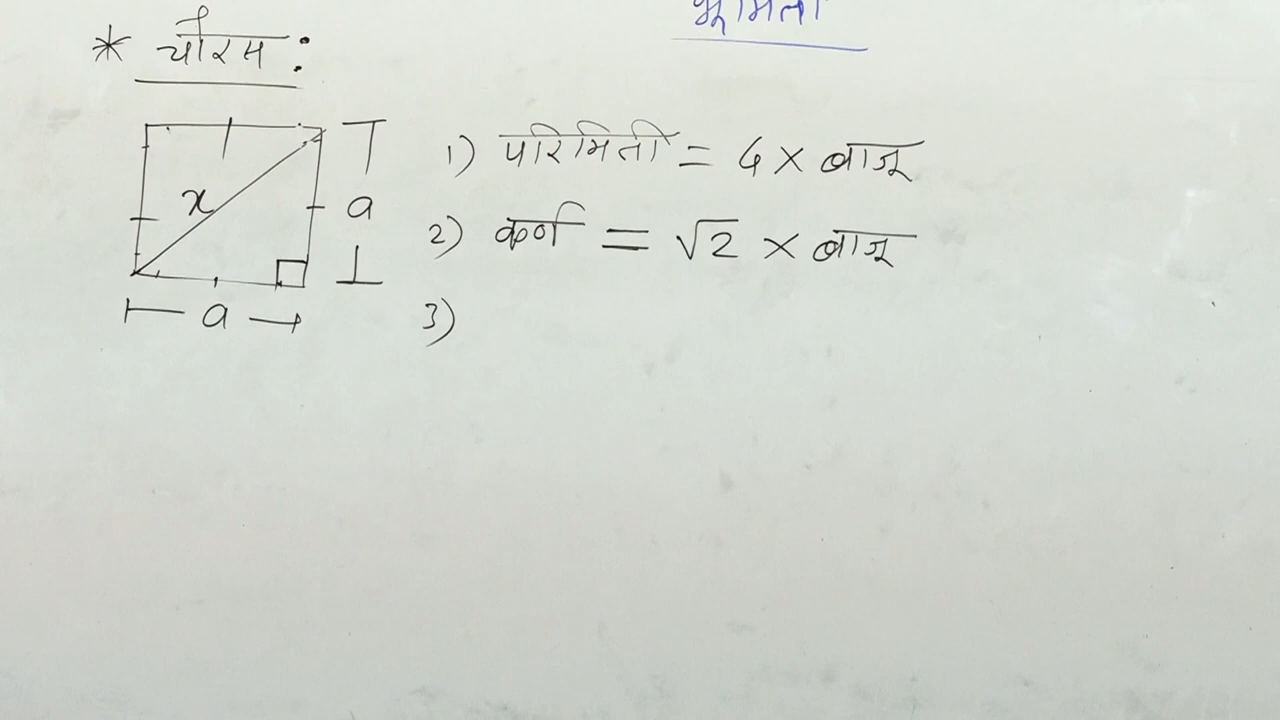 भूमिती
* चौरस :
1) परिमिती = 4 × बाजू
x
a
2) कर्ण = √2 × बाजू
a
3)